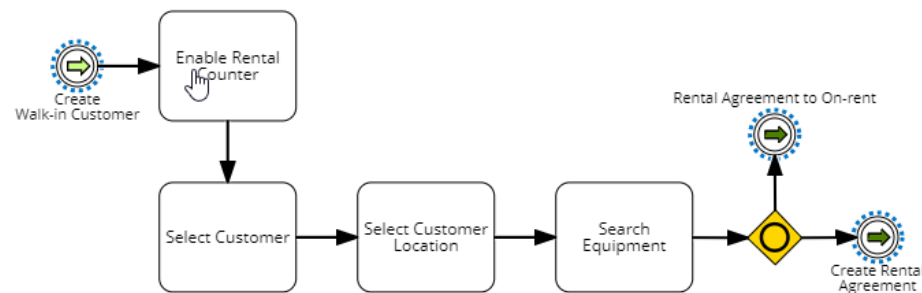 Enable Rental
Counter
Create
Walk-in Customer
Rental Agreement to On-rent
Select Customer
Select Customer
Location
Search
Equipment
Create Rental
Agreement